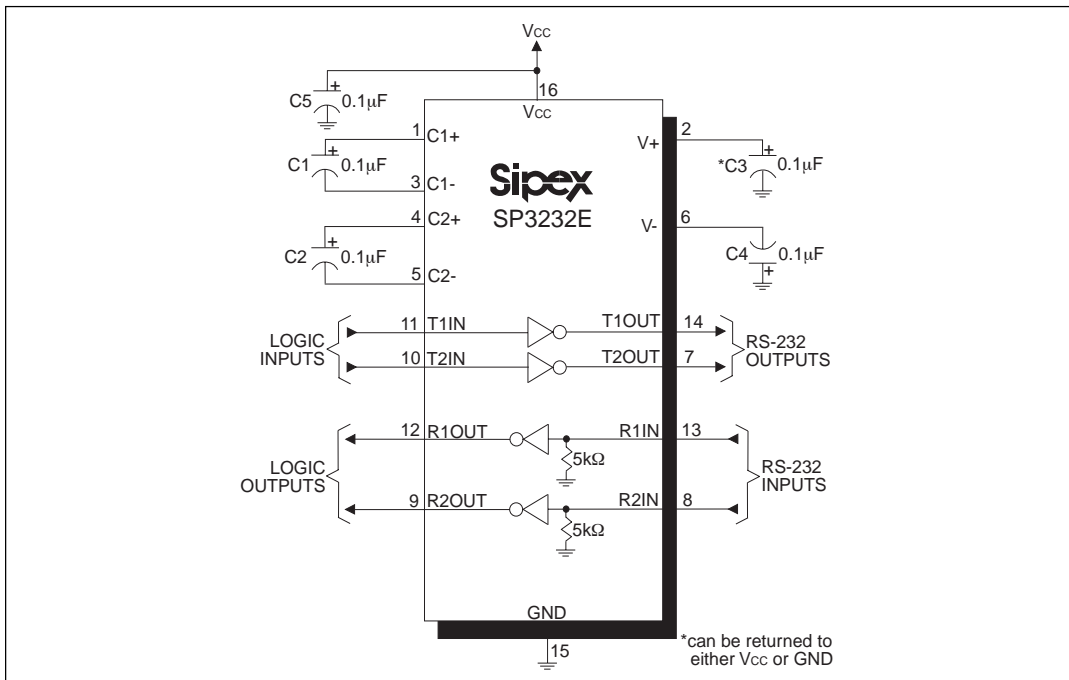 VCC
C5
+
0.1µF
16
VCC
1 C1+
C1
+
0.1µF
3 C1-
4 C2+
C2
+
0.1µF
5 C2-
Sipex
SP3232E
V+ 2
*C3
+
0.1µF
V- 6
C4
0.1µF
+
LOGIC
INPUTS
11 T1IN
T1OUT 14
10 T2IN
T2OUT 7
RS-232
OUTPUTS
LOGIC
OUTPUTS
12 R1OUT
R1IN 13
5kΩ
9 R2OUT
R2IN 8
5kΩ
RS-232
INPUTS
GND
15
*can be returned to
either VCC or GND